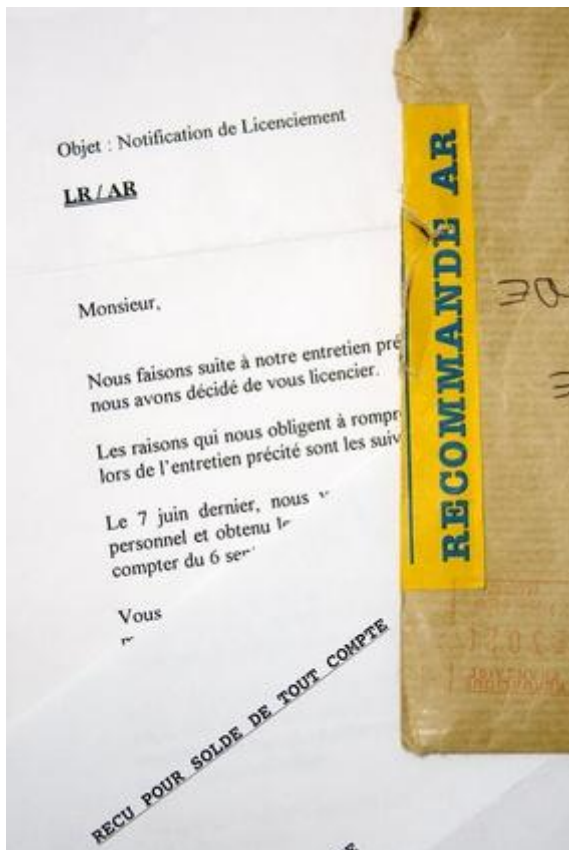 Objet : Notification de Licenciement
LR / AR
Monsieur,
Nous faisons suite à notre entretien pré
nous avons décidé de vous licencier.
Les raisons qui nous obligent à rompr
lors de l'entretien précité sont les suiv
Le 7 juin dernier, nous
personnel et obtenu
compter du 6
Vous
RECU POUR SOLDE DE TOUT COMPTE
RECOMMANDE AR